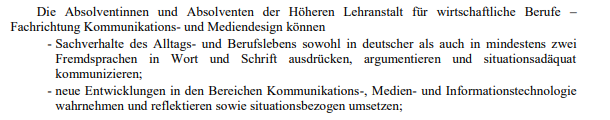 Die Absolventinnen und Absolventen der Höheren Lehranstalt für wirtschaftliche Berufe –
Fachrichtung Kommunikations- und Mediendesign können
- Sachverhalte des Alltags- und Berufslebens sowohl in deutscher als auch in mindestens zwei
Fremdsprachen in Wort und Schrift ausdrücken, argumentieren und situationsadäquat
kommunizieren;
- neue Entwicklungen in den Bereichen Kommunikations-, Medien- und Informationstechnologie
wahrnehmen und reflektieren sowie situationsbezogen umsetzen;